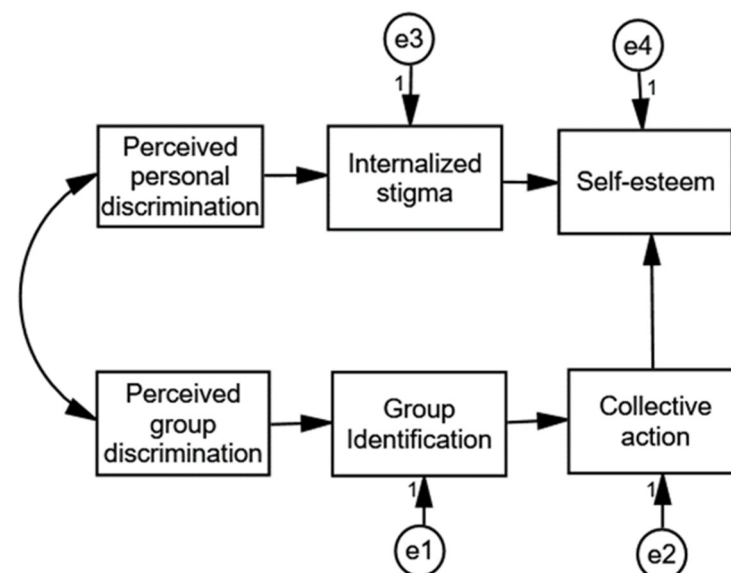 e3
e4
1
1
Perceived
personal
discrimination
Internalized
stigma
Self-esteem
Perceived
group
discrimination
Group
Identification
Collective
action
1
1
e1
e2